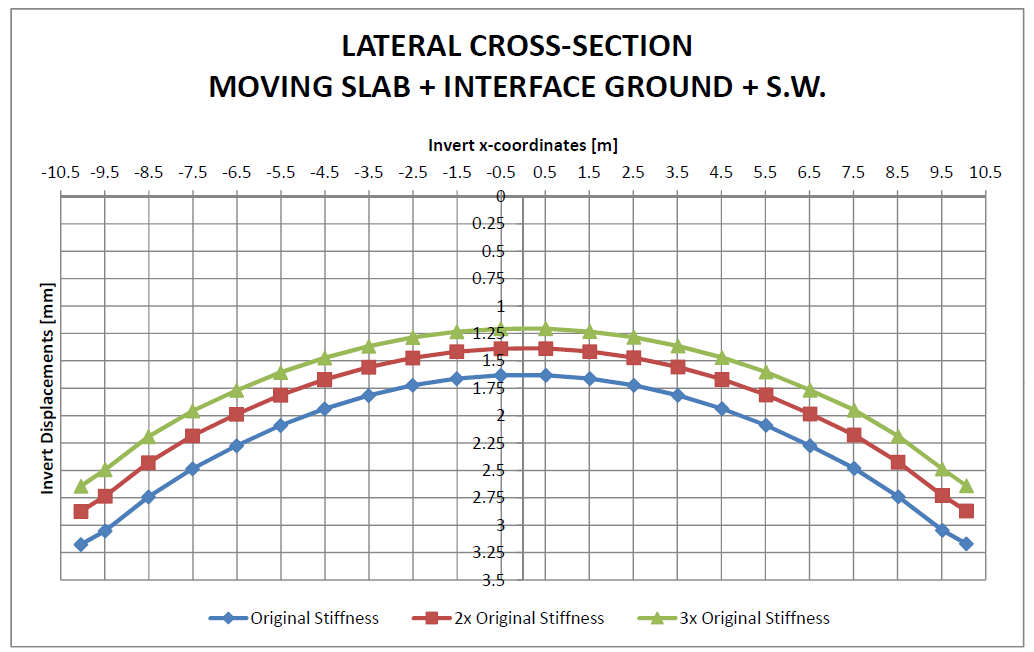 LATERAL CROSS-SECTION
MOVING SLAB + INTERFACE GROUND + S.W.
Invert x-coordinates [m]
-10.5 -9.5 -8.5 -7.5 -6.5 -5.5 -4.5 -3.5 -2.5 -1.5 -0.5 0.5 1.5 2.5 3.5 4.5 5.5 6.5 7.5 8.5 9.5 10.5
0
0.25
0.5
0.75
1
1.25
1.5
1.75
2
2.25
2.5
2.75
3
3.25
3.5
Invert Displacements [mm]
Original Stiffness 2x Original Stiffness 3x Original Stiffness